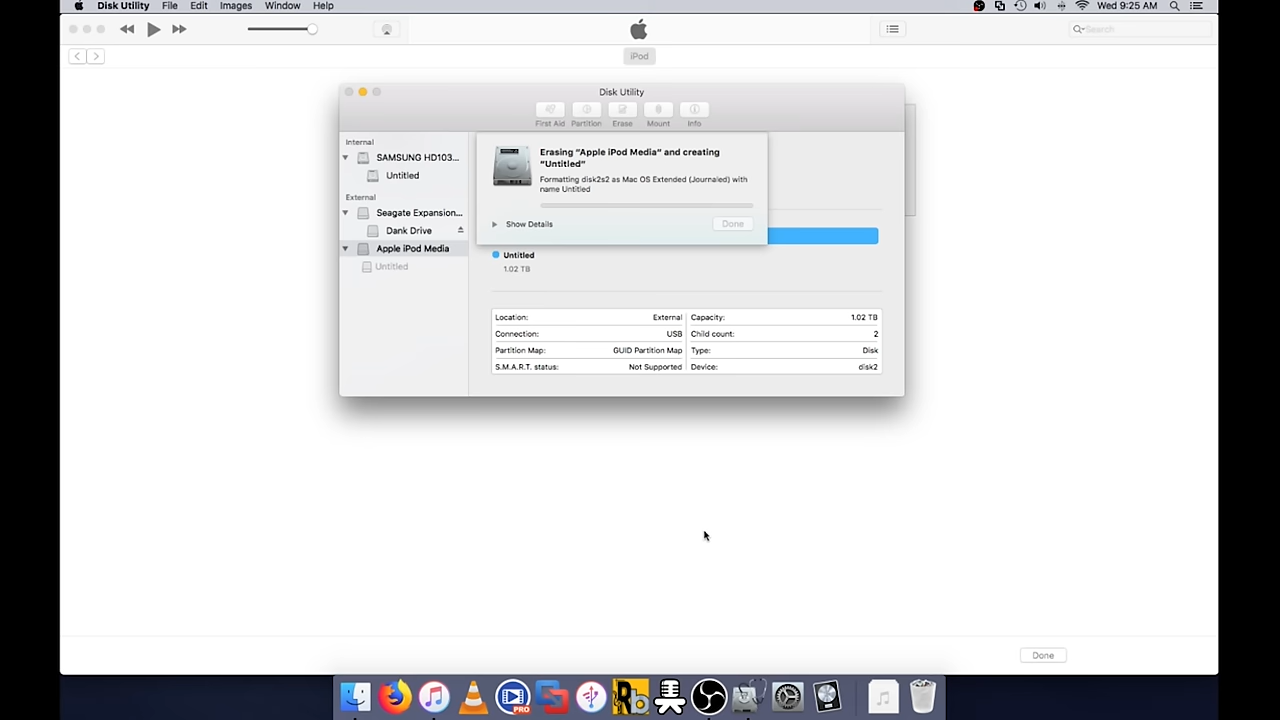 Disk Utility File Edit Images Window Help Wed 9:25 AM
Search
iPod
Disk Utility
First Aid Partition Erase Mount Info
Internal
SAMSUNG HD103...
Untitled
External
Seagate Expansion...
Dank Drive
Apple iPod Media
Untitled
Erasing “Apple iPod Media” and creating
“Untitled”
Formatting disk2s2 as Mac OS Extended (Journaled) with
name Untitled
Show Details Done
Untitled
1.02 TB
Location: External Capacity: 1.02 TB
Connection: USB Child count: 2
Partition Map: GUID Partition Map Type: Disk
S.M.A.R.T. status: Not Supported Device: disk2
Done
PRO